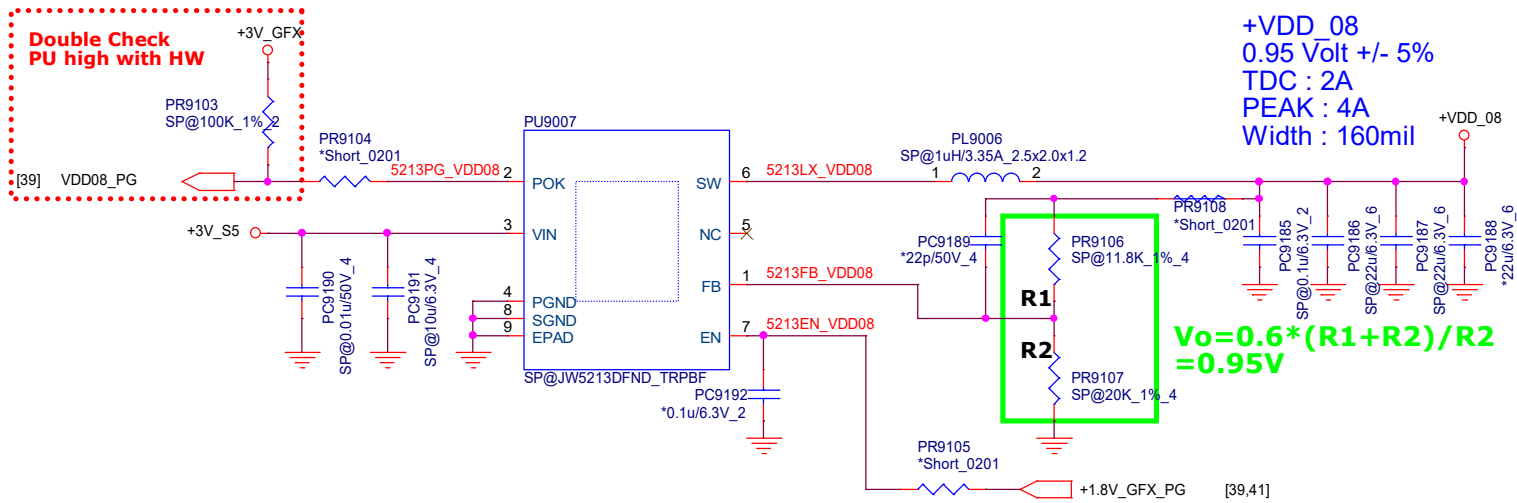 Double Check
PU high with HW
+3V_GFX
PR9103
SP@100K_1%_2
PR9104
*Short_0201
[39] VDD08_PG
5213PG_VDD08
+3V_S5
PC9190
SP@0.01u/50V_4
PC9191
SP@10u/6.3V_4
PU9007
2 POK
3 VIN
4 PGND
8 SGND
9 EPAD
SW 6
NC 5
FB 1
EN 7
SP@JW5213DFND_TRPBF
5213LX_VDD08
5213FB_VDD08
5213EN_VDD08
PC9192
*0.1u/6.3V_2
PL9006
SP@1uH/3.35A_2.5x2.0x1.2
1 2
PC9189
*22p/50V_4
PR9106
SP@11.8K_1%_4
R1
R2
PR9107
SP@20K_1%_4
PR9108
*Short_0201
PC9185
SP@0.1u/6.3V_2
PC9186
SP@22u/6.3V_6
PC9187
SP@22u/6.3V_6
PC9188
*22u/6.3V_6
+VDD_08
0.95 Volt +/- 5%
TDC : 2A
PEAK : 4A
Width : 160mil
+VDD_08
Vo=0.6*(R1+R2)/R2
=0.95V
PR9105
*Short_0201
+1.8V_GFX_PG [39,41]